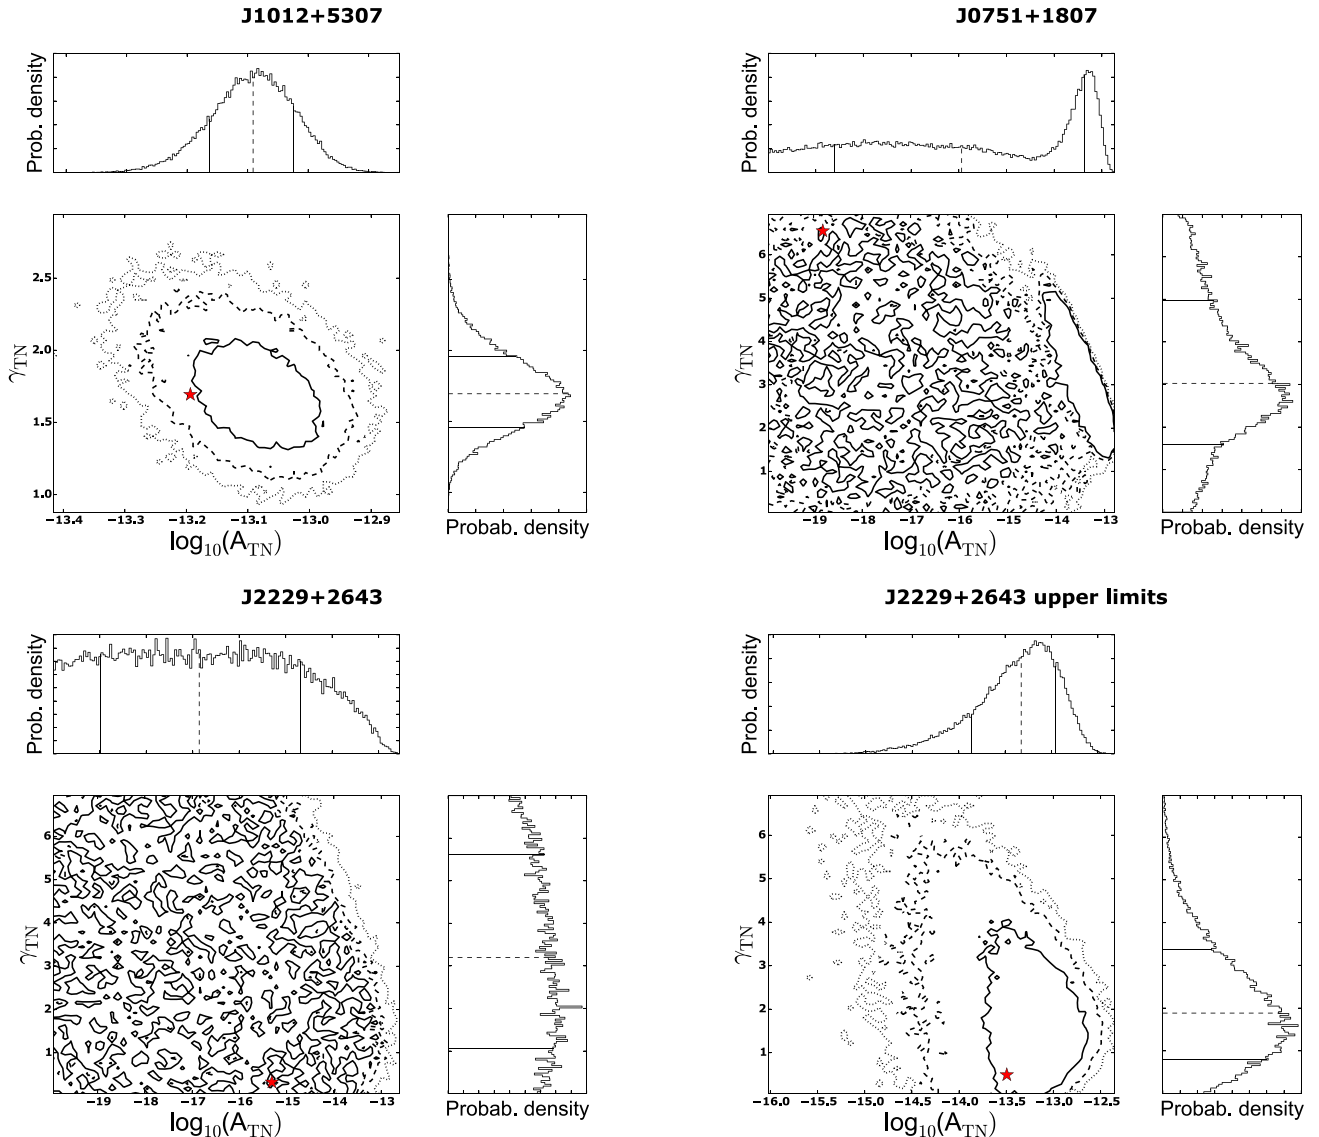 J1012+5307
Prob. density
γTN
2.5
2.0
1.5
1.0
−13.4 −13.3 −13.2 −13.1 −13.0 −12.9
log10(ATN)
Probab. density
J0751+1807
Prob. density
γTN
6
5
4
3
2
1
−19 −18 −17 −16 −15 −14 −13
log10(ATN)
Probab. density
J2229+2643
Prob. density
γTN
6
5
4
3
2
1
−19 −18 −17 −16 −15 −14 −13
log10(ATN)
Probab. density
J2229+2643 upper limits
Prob. density
γTN
6
5
4
3
2
1
−16.0 −15.5 −15.0 −14.5 −14.0 −13.5 −13.0 −12.5
log10(ATN)
Probab. density